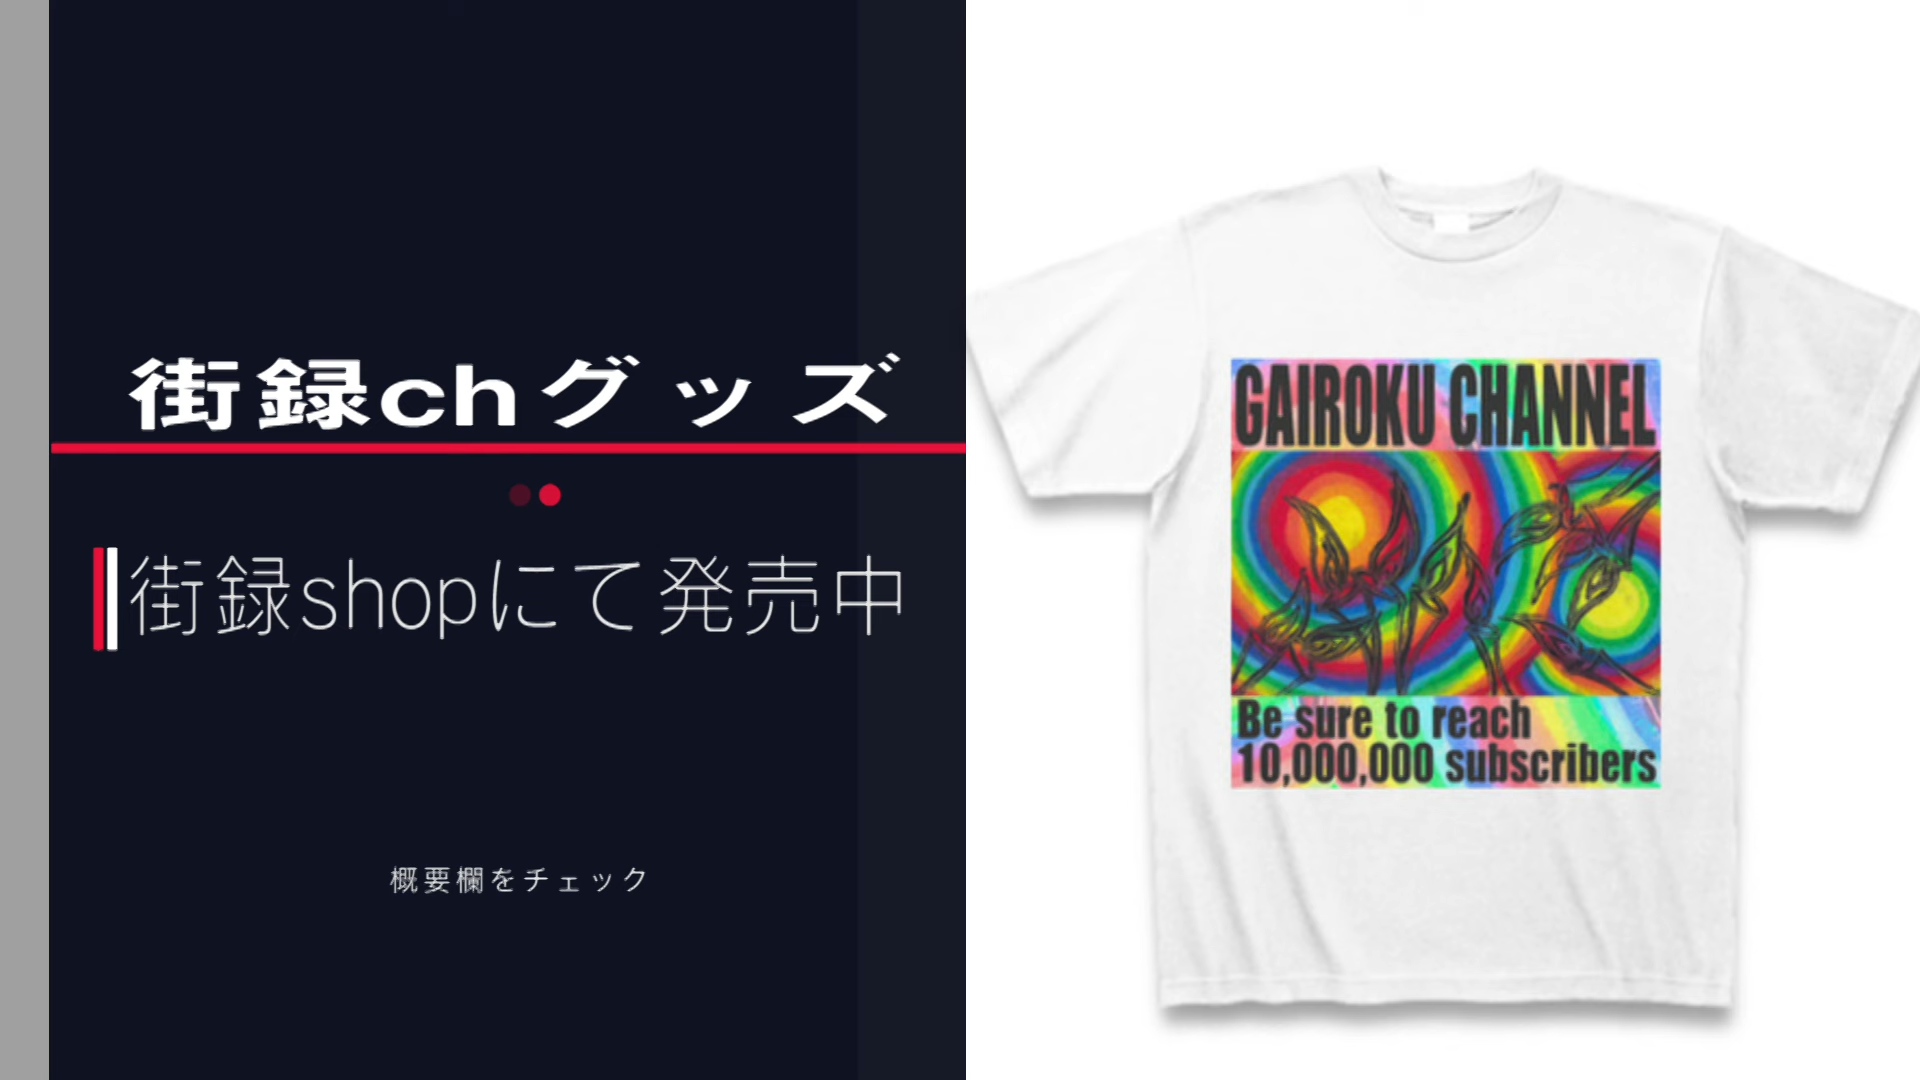 街録chグッズ
街録shopにて発売中
概要欄をチェック
GAIROKU CHANNEL
Be sure to reach
10,000,000 subscribers